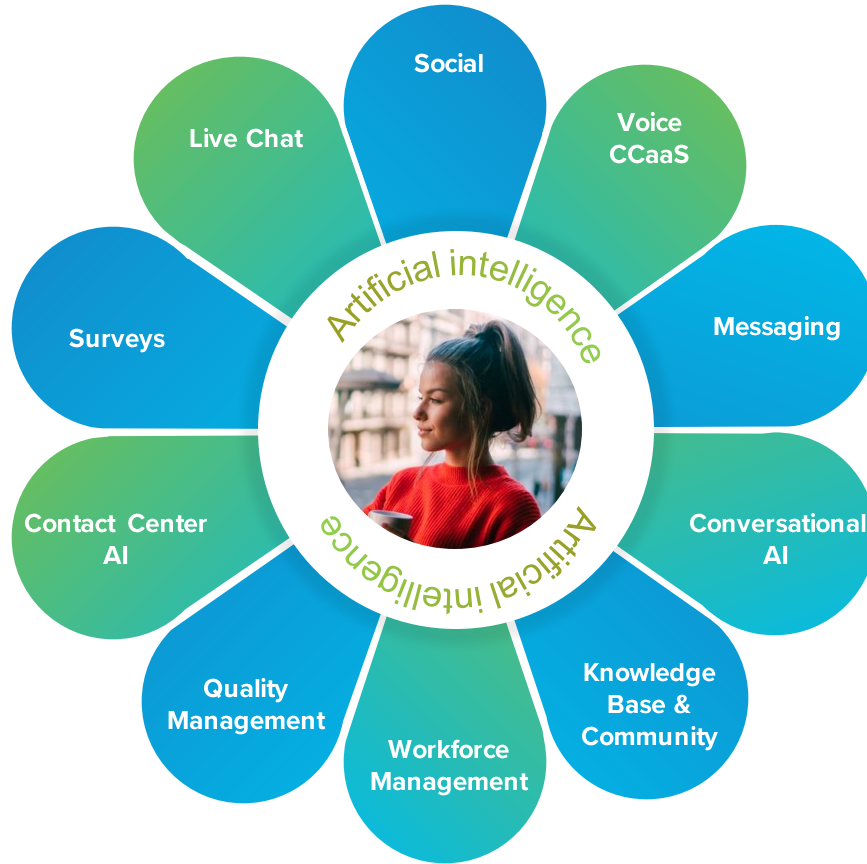 Social
Voice
CCaaS
Messaging
Conversational
AI
Knowledge
Base &
Community
Workforce
Management
Quality
Management
Contact Center
AI
Surveys
Live Chat
Artificial intelligence
Artificial intelligence